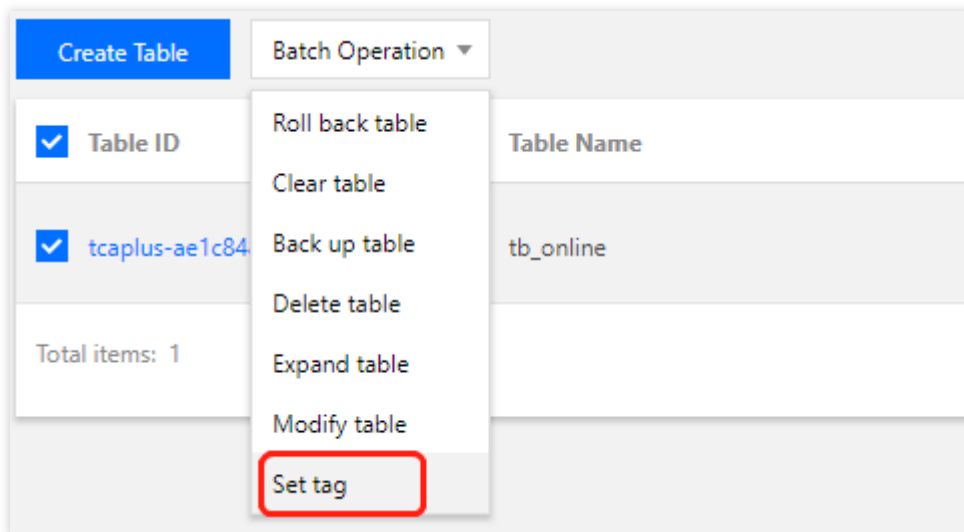 Create Table
Batch Operation
Table ID
Table Name
tcaplus-ae1c84
tb_online
Total items: 1
Roll back table
Clear table
Back up table
Delete table
Expand table
Modify table
Set tag